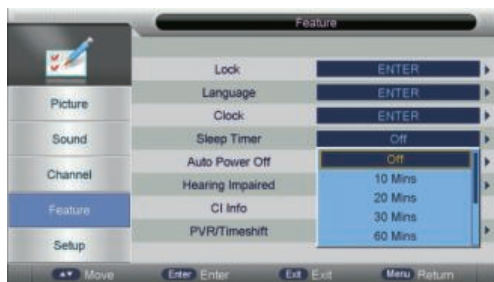 Feature
Lock ENTER
Language ENTER
Clock ENTER
Sleep Timer Off
Auto Power Off Off
Hearing Impaired 10 Mins
20 Mins
CI Info 30 Mins
PVR/Timeshift 60 Mins
Picture
Sound
Channel
Feature
Setup
Move Enter Enter Exit Exit Menu Return